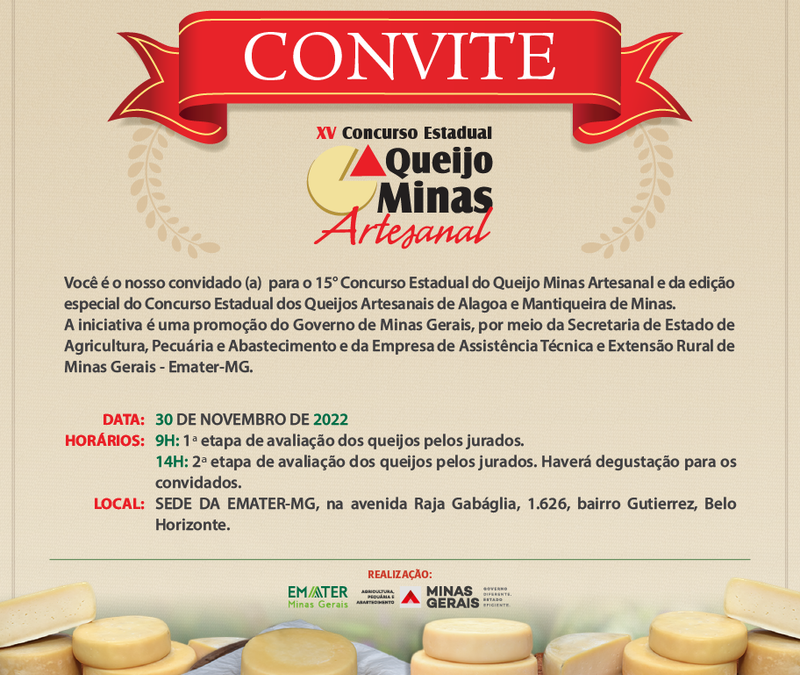 CONVITE
XV Concurso Estadual
Queijo
Minas
Artesanal
Você é o nosso convidado (a) para o 15° Concurso Estadual do Queijo Minas Artesanal e da edição
especial do Concurso Estadual dos Queijos Artesanais de Alagoa e Mantiqueira de Minas.
A iniciativa é uma promoção do Governo de Minas Gerais, por meio da Secretaria de Estado de
Agricultura, Pecuária e Abastecimento e da Empresa de Assistência Técnica e Extensão Rural de
Minas Gerais - Emater-MG.
DATA: 30 DE NOVEMBRO DE 2022
HORÁRIOS: 9H: 1ª etapa de avaliação dos queijos pelos jurados.
14H: 2ª etapa de avaliação dos queijos pelos jurados. Haverá degustação para os
convidados.
LOCAL: SEDE DA EMATER-MG, na avenida Raja Gabáglia, 1.626, bairro Gutierrez, Belo
Horizonte.
REALIZAÇÃO:
EMATER
Minas Gerais
AGRICULTURA,
PECUÁRIA E
ABASTECIMENTO
MINAS
GERAIS
GOVERNO
DIFERENTE.
ESTADO
EFICIENTE.